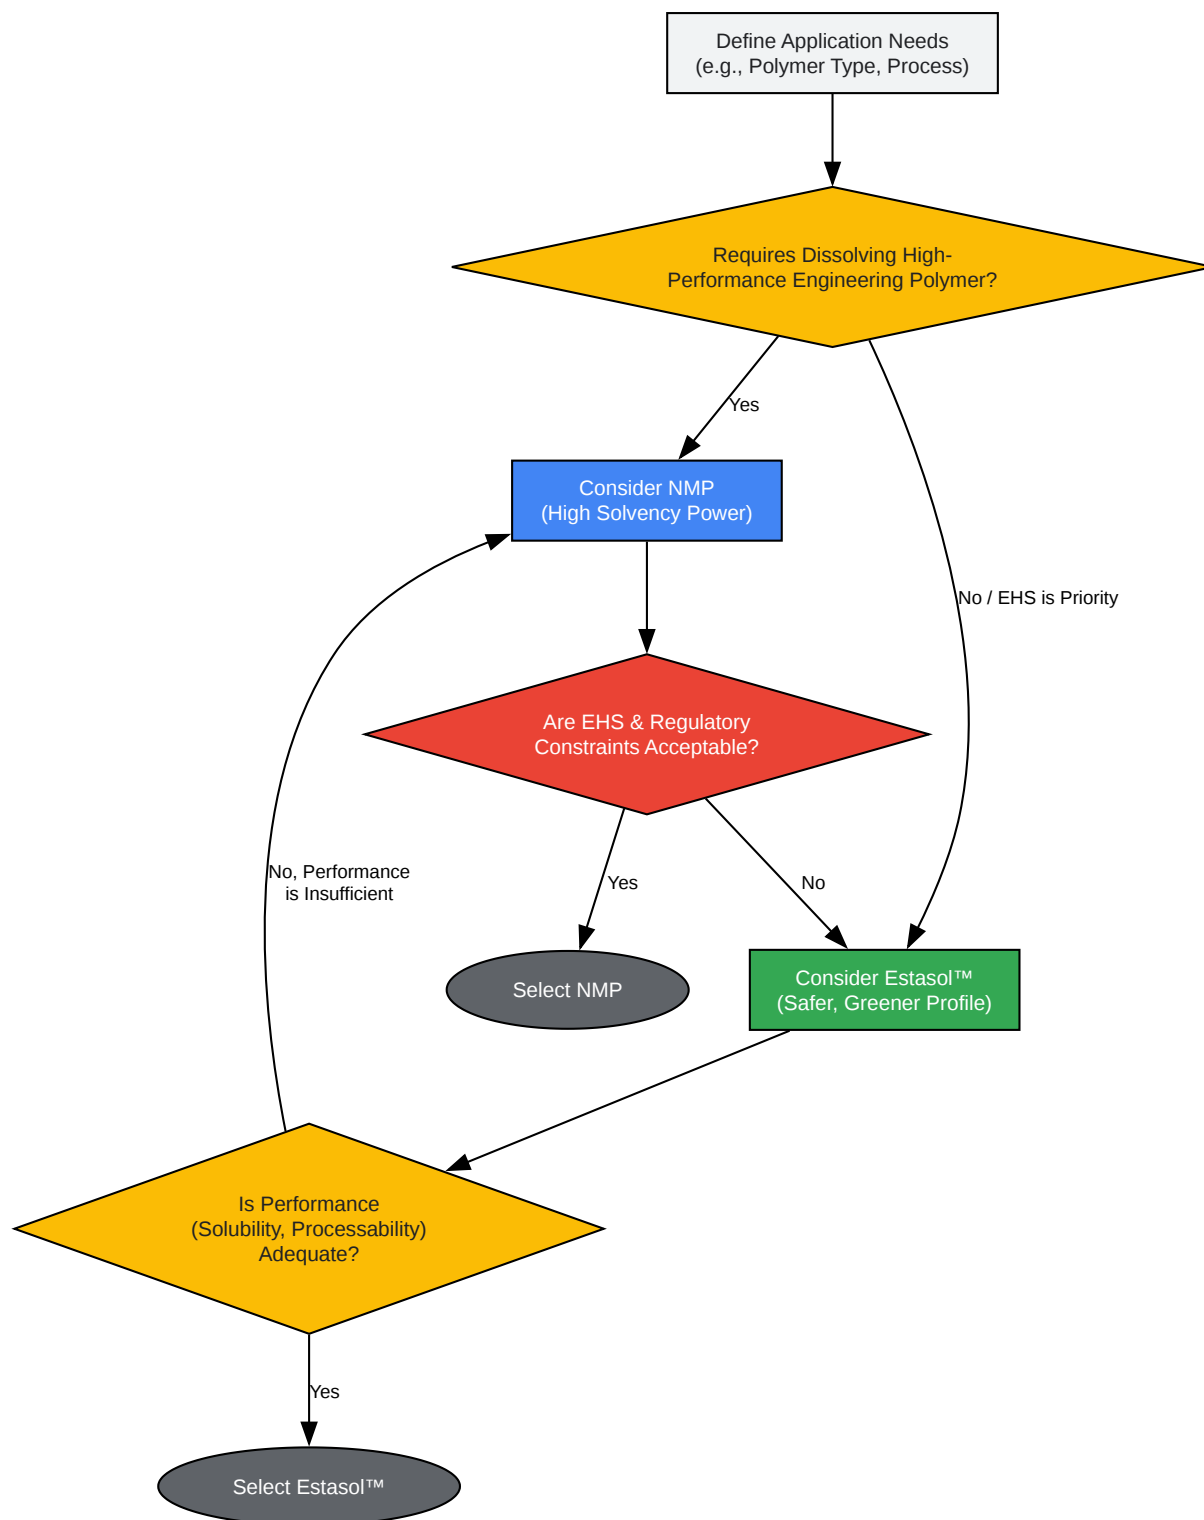 Define Application Needs
(e.g., Polymer Type, Process)
Requires Dissolving High-
Performance Engineering Polymer?
Yes
Consider NMP
(High Solvency Power)
No / EHS is Priority
Are EHS & Regulatory
Constraints Acceptable?
No, Performance
is Insufficient
Yes
No
Select NMP
Consider Estasol™
(Safer, Greener Profile)
Is Performance
(Solubility, Processability)
Adequate?
Yes
Select Estasol™